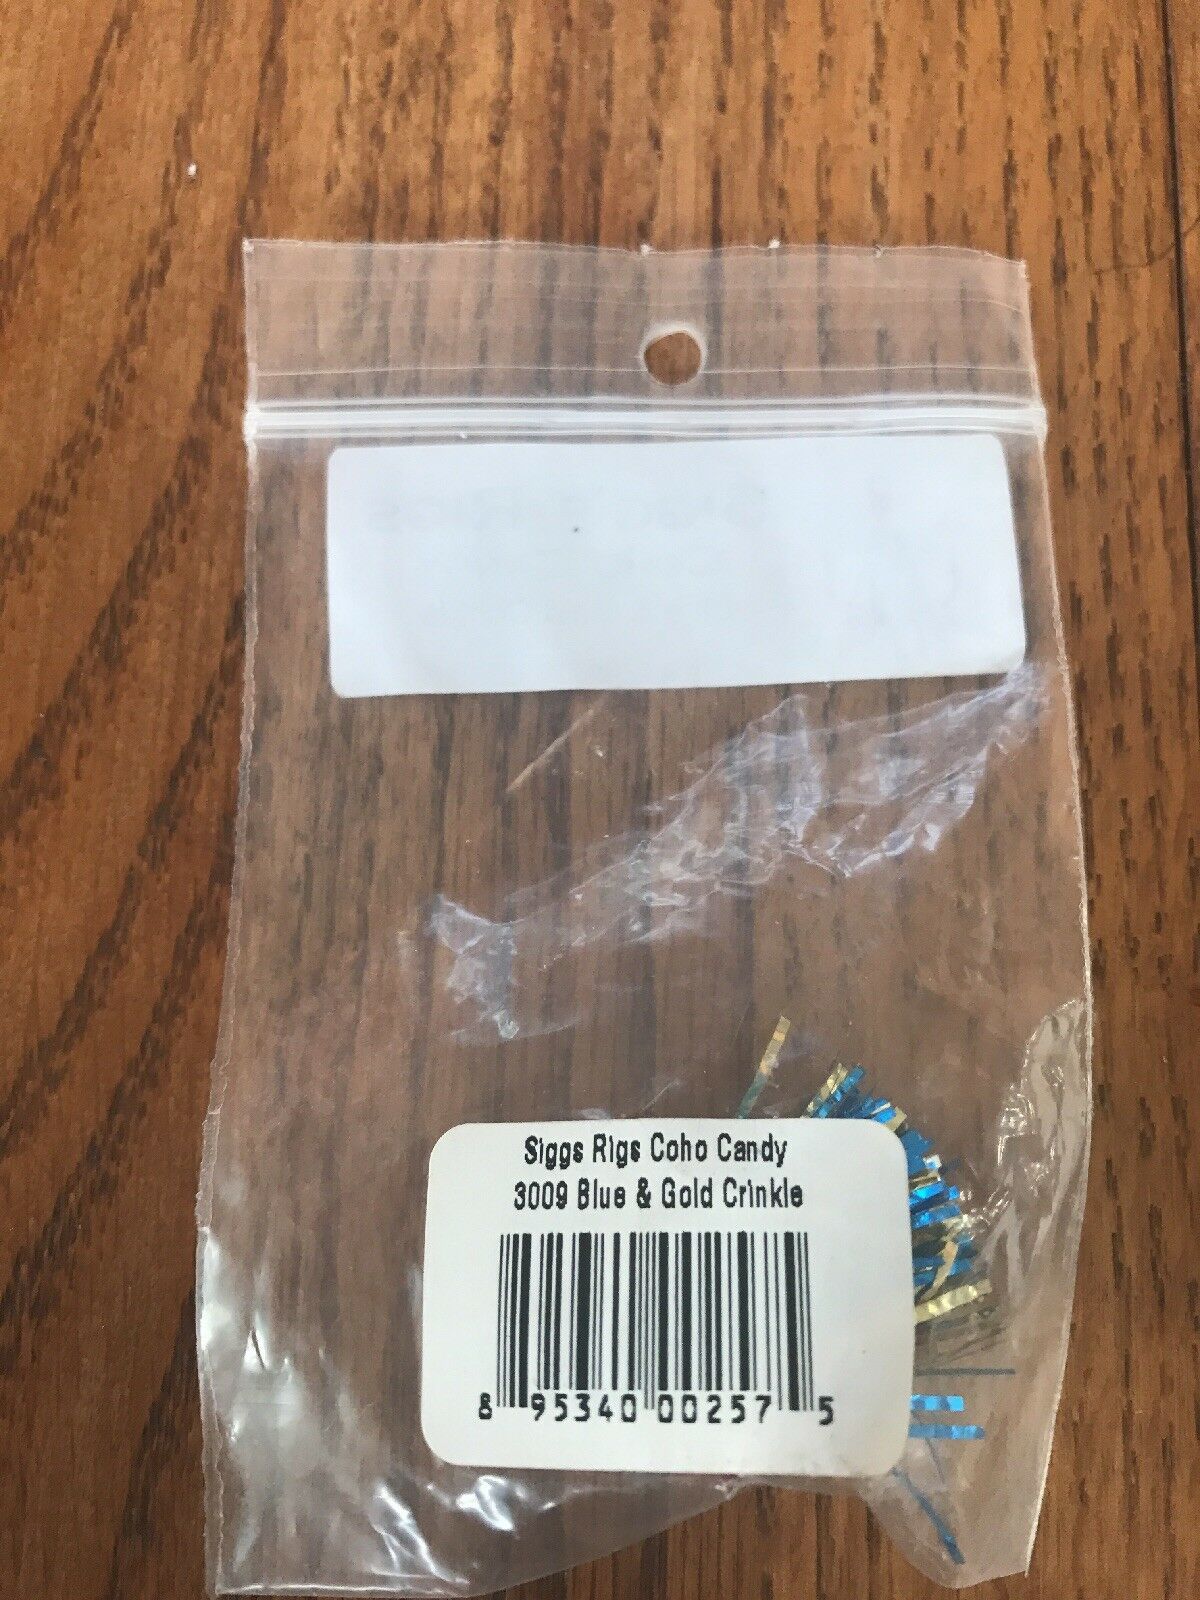 Siggs Rigs Coho Candy
3009 Blue & Gold Crinkle
8 95340 00257 5